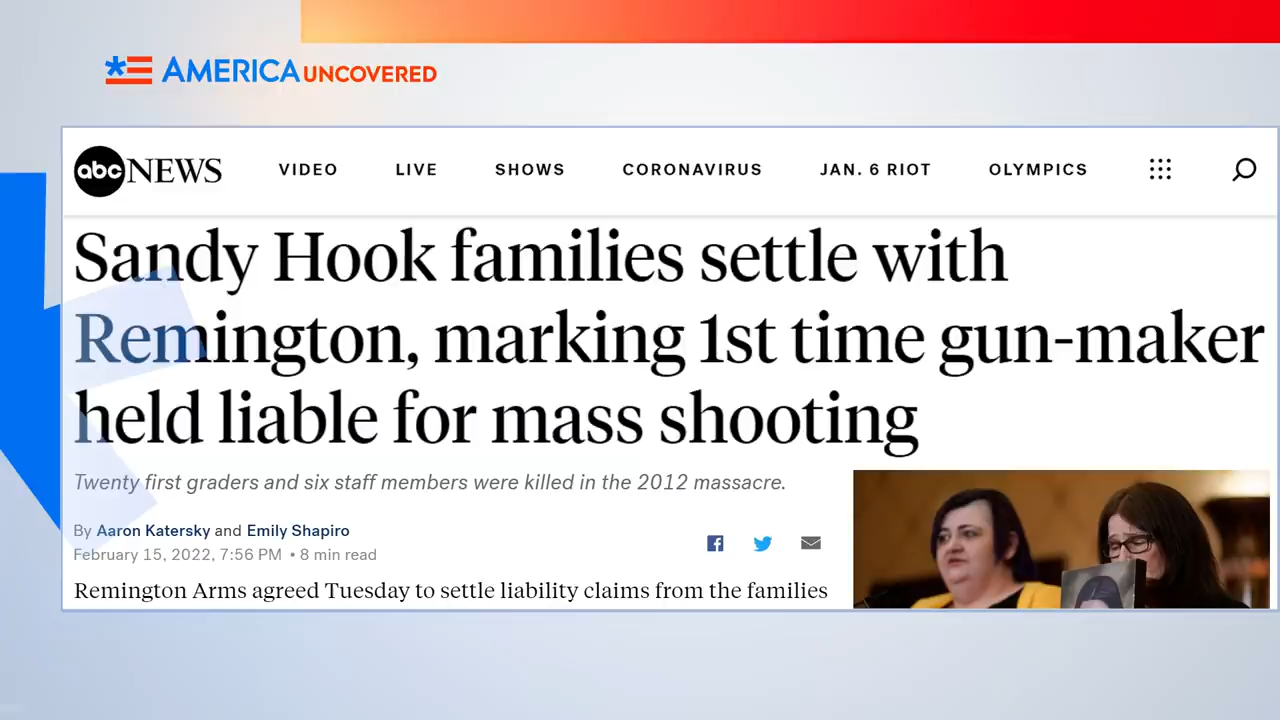 AMERICA UNCOVERED
abc NEWS VIDEO LIVE SHOWS CORONAVIRUS JAN. 6 RIOT OLYMPICS
Sandy Hook families settle with
Remington, marking 1st time gun-maker
held liable for mass shooting
Twenty first graders and six staff members were killed in the 2012 massacre.
By Aaron Katersky and Emily Shapiro
February 15, 2022, 7:56 PM • 8 min read
Remington Arms agreed Tuesday to settle liability claims from the families